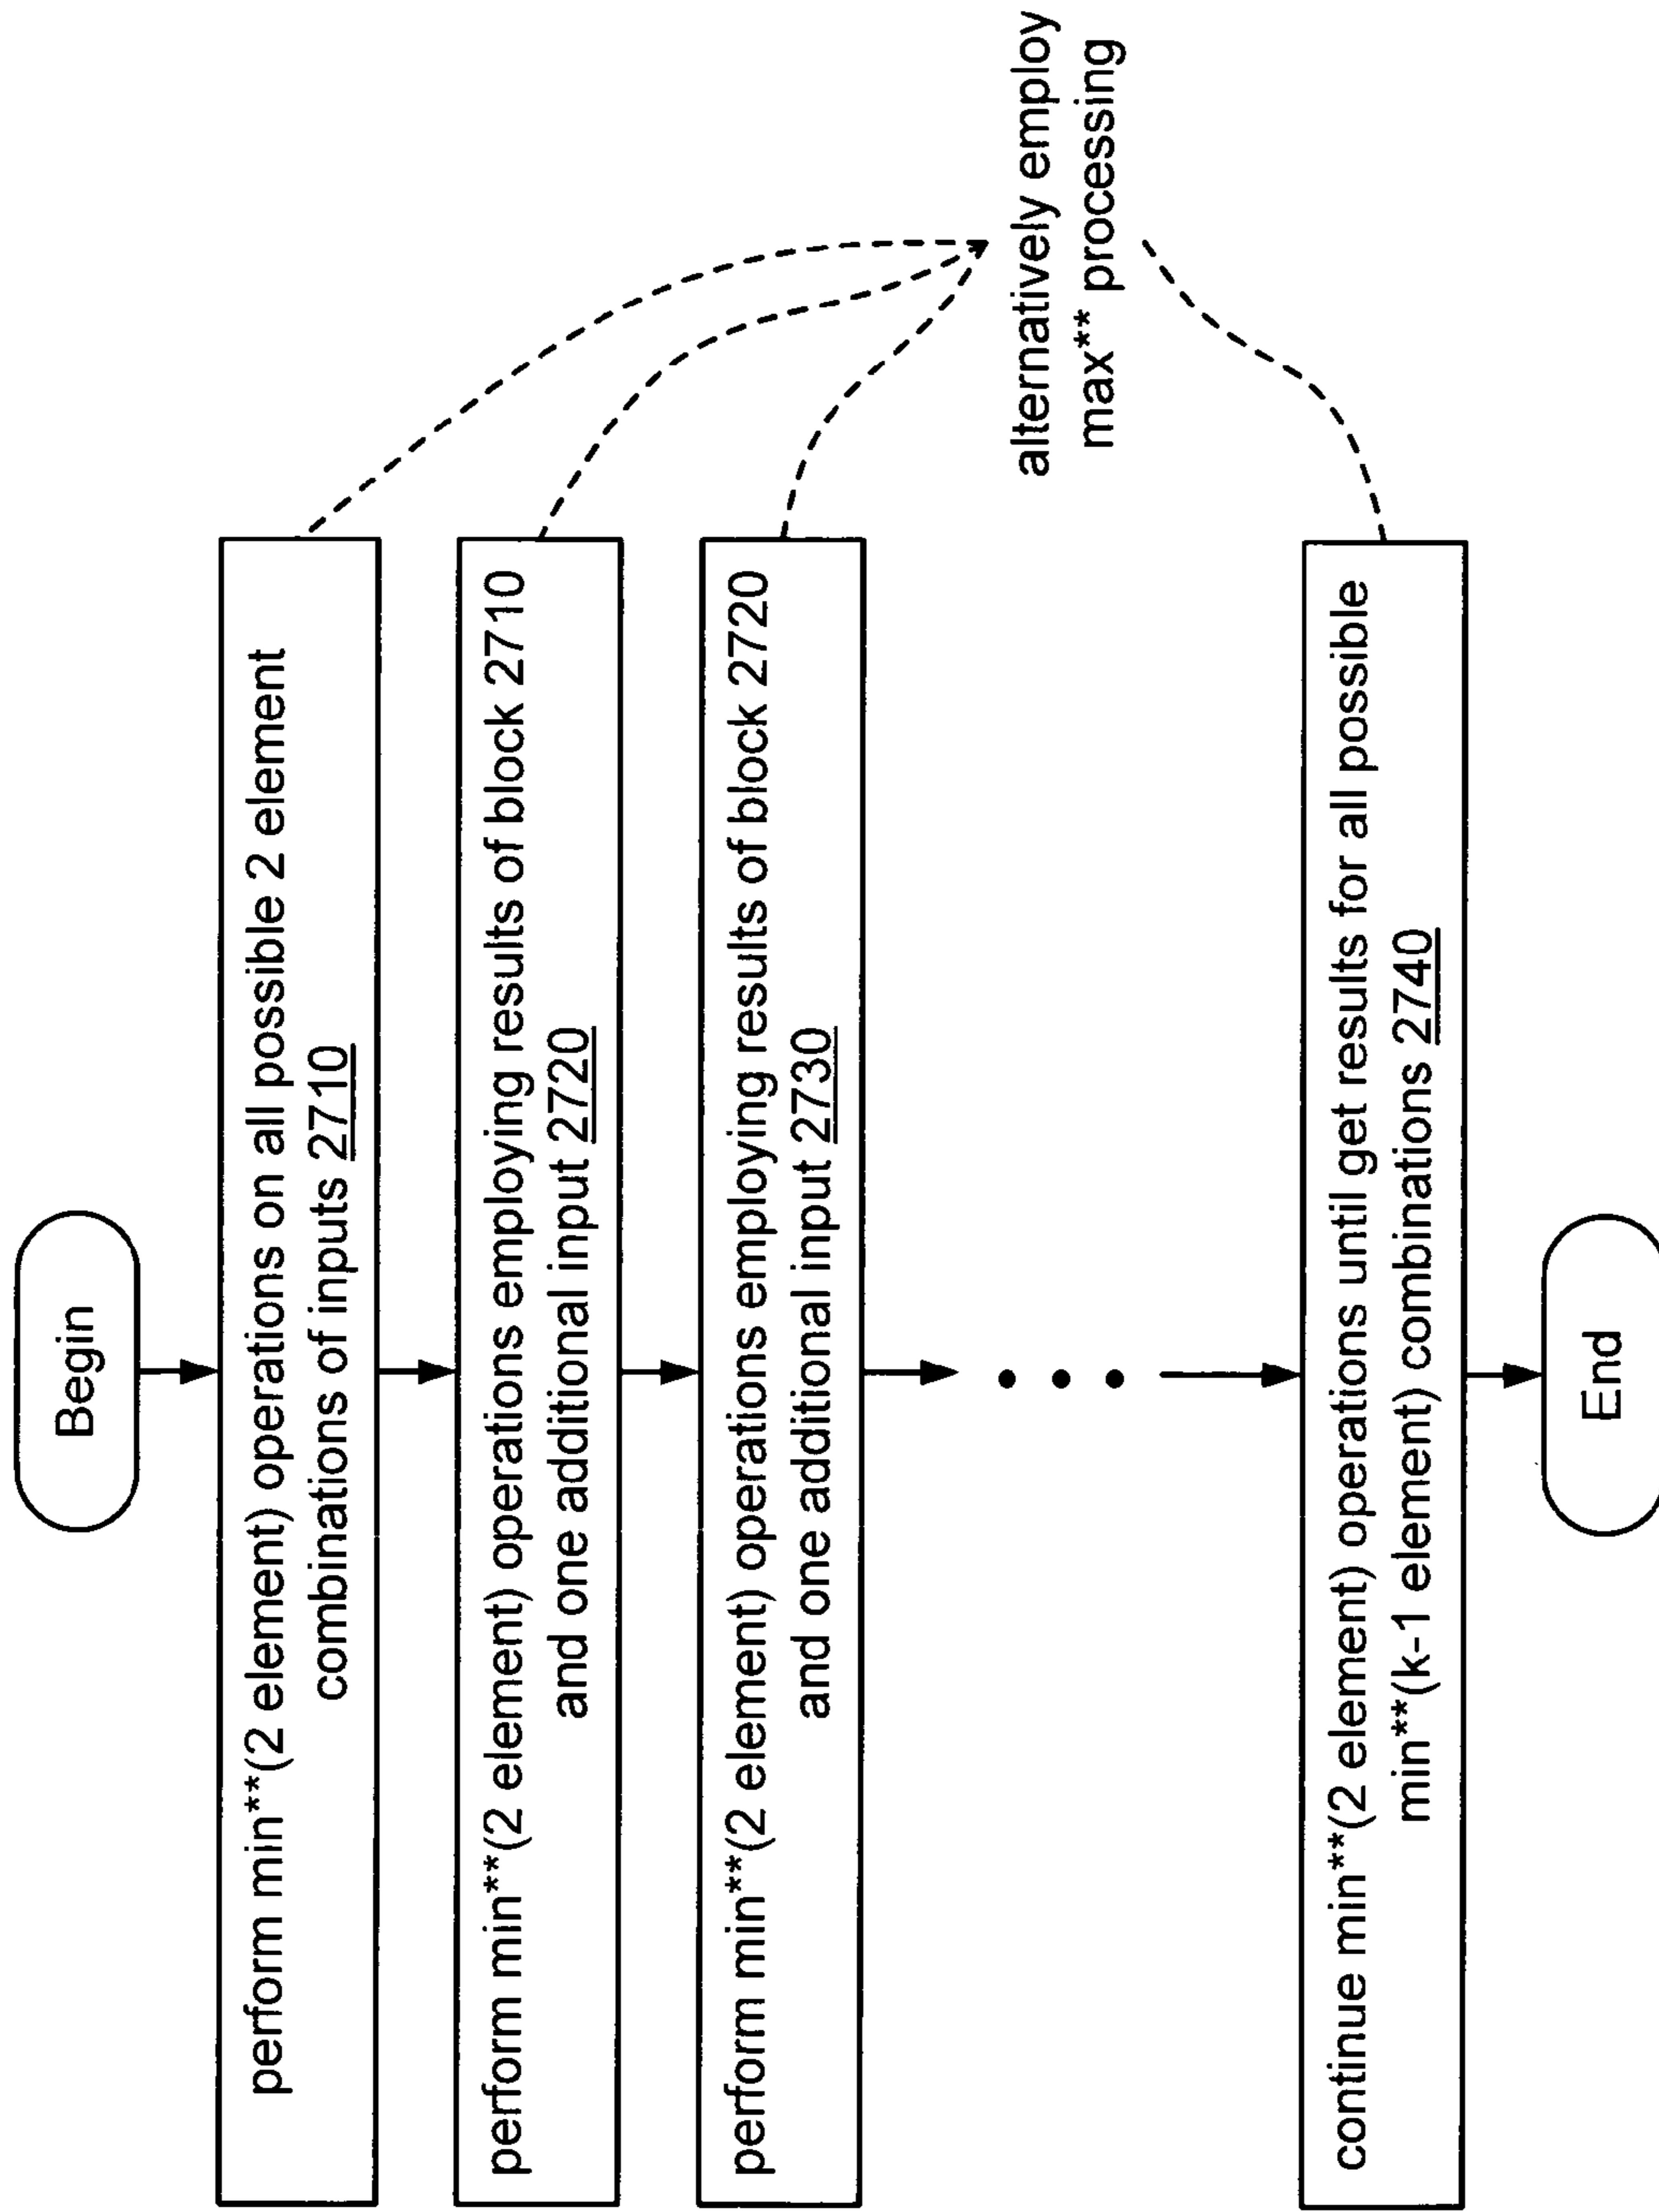 Begin
perform min**(2 element) operations on all possible 2 element
combinations of inputs 2710
perform min**(2 element) operations employing results of block 2710
and one additional input 2720
perform min**(2 element) operations employing results of block 2720
and one additional input 2730
alternatively employ
max** processing
continue min**(2 element) operations until get results for all possible
min**(k-1 element) combinations 2740
End